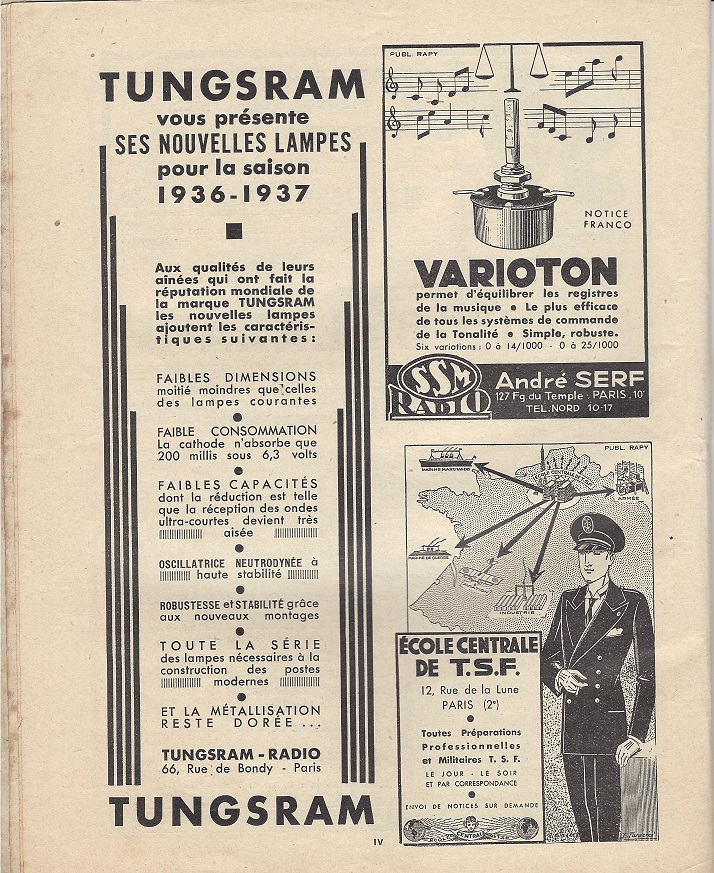 TUNGSRAM
vous présente
SES NOUVELLES LAMPES
pour la saison
1936-1937
Aux qualités de leurs
aînées qui ont fait la
réputation mondiale de
la marque TUNGSRAM
les nouvelles lampes
ajoutent les caractéris-
tiques suivantes :
FAIBLES DIMENSIONS
moitié moindres que celles
des lampes courantes
FAIBLE CONSOMMATION
La cathode n'absorbe que
200 millis sous 6,3 volts
FAIBLES CAPACITÉS
dont la réduction est telle
que la réception des ondes
ultra-courtes devient très
aisée
OSCILLATRICE NEUTRODYNÉE à
haute stabilité
ROBUSTESSE et STABILITÉ grâce
aux nouveaux montages
TOUTE LA SÉRIE
des lampes nécessaires à la
construction des postes
modernes
ET LA MÉTALLISATION
RESTE DORÉE ...
TUNGSRAM - RADIO
66, Rue de Bondy - Paris
TUNGSRAM
PUBL. RAPY
NOTICE
FRANCO
VARIOTON
permet d'équilibrer les registres
de la musique • Le plus efficace
de tous les systèmes de commande
de la Tonalité • Simple, robuste.
Six variations : 0 à 14/1000 - 0 à 25/1000
SSM
RADIO
André SERF
127 Fg. du Temple . PARIS, 10e
TEL. NORD 10-17
PUBL. RAPY
MARINE MARCHANDE
ARMÉE
MARINE DE GUERRE
INDUSTRIE
ÉCOLE CENTRALE
DE T.S.F.
12, Rue de la Lune
PARIS (2e)
Toutes Préparations
Professionnelles
et Militaires T. S. F.
LE JOUR - LE SOIR
ET PAR CORRESPONDANCE
ENVOI DE NOTICES SUR DEMANDE
ECOLE CENTRALE DE T.S.F.
IV